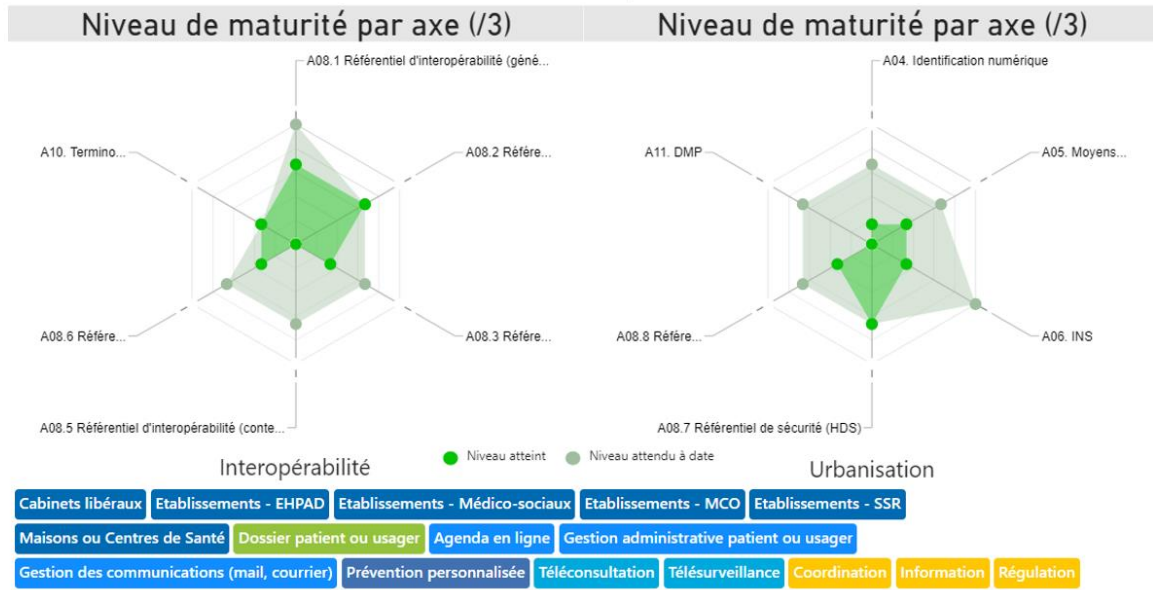 Niveau de maturité par axe (/3)
Niveau de maturité par axe (/3)
A08.1 Référentiel d'interopérabilité (géné...
A10. Termino...
A08.2 Référe...
A08.6 Référe...
A08.3 Référe...
A08.5 Référentiel d'interopérabilité (conte...
A04. Identification numérique
A11. DMP
A05. Moyens...
A08.8 Référe...
A06. INS
A08.7 Référentiel de sécurité (HDS)
Interopérabilité
Niveau atteint
Niveau attendu à date
Urbanisation
Cabinets libéraux Etablissements - EHPAD Etablissements - Médico-sociaux Etablissements - MCO Etablissements - SSR
Maisons ou Centres de Santé Dossier patient ou usager Agenda en ligne Gestion administrative patient ou usager
Gestion des communications (mail, courrier) Prévention personnalisée Téléconsultation Télésurveillance Coordination Information Régulation